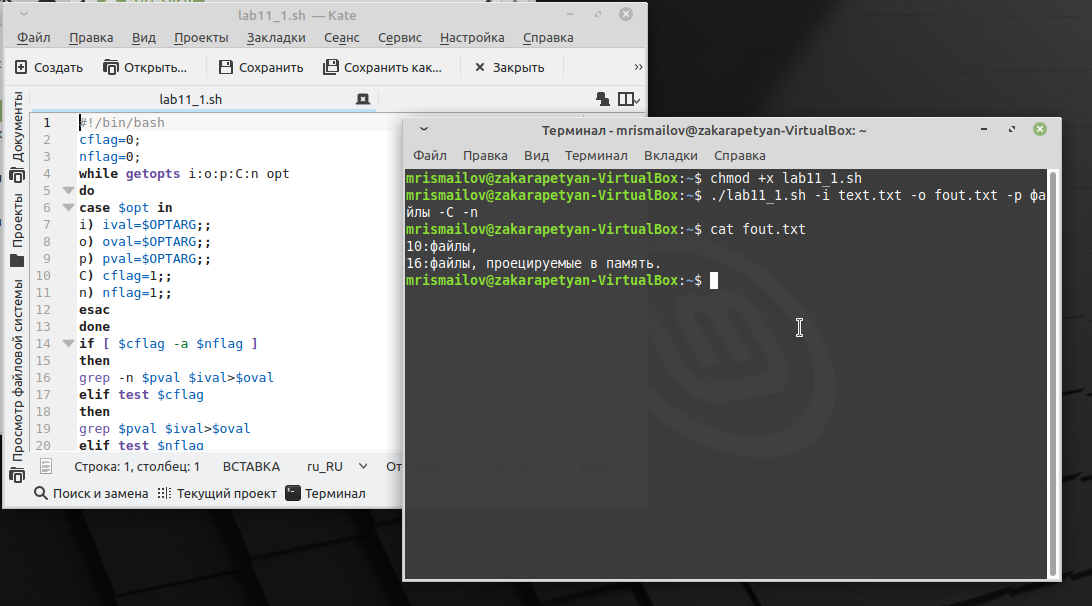 lab11_1.sh — Kate
Файл Правка Вид Проекты Закладки Сеанс Сервис Настройка Справка
Создать Открыть... Сохранить Сохранить как... Закрыть »
lab11_1.sh
Документы
Проекты
Просмотр файловой системы
1 #!/bin/bash
2 cflag=0;
3 nflag=0;
4 while getopts i:o:p:C:n opt
5 do
6 case $opt in
7 i) ival=$OPTARG;;
8 o) oval=$OPTARG;;
9 p) pval=$OPTARG;;
10 C) cflag=1;;
11 n) nflag=1;;
12 esac
13 done
14 if [ $cflag -a $nflag ]
15 then
16 grep -n $pval $ival>$oval
17 elif test $cflag
18 then
19 grep $pval $ival>$oval
20 elif test $nflag
Строка: 1, столбец: 1 ВСТАВКА ru_RU
Поиск и замена Текущий проект Терминал
Терминал - mrismailov@zakarapetyan-VirtualBox: ~
Файл Правка Вид Терминал Вкладки Справка
mrismailov@zakarapetyan-VirtualBox:~$ chmod +x lab11_1.sh
mrismailov@zakarapetyan-VirtualBox:~$ ./lab11_1.sh -i text.txt -o fout.txt -p фа
йлы -C -n
mrismailov@zakarapetyan-VirtualBox:~$ cat fout.txt
10:файлы,
16:файлы, проецируемые в память.
mrismailov@zakarapetyan-VirtualBox:~$